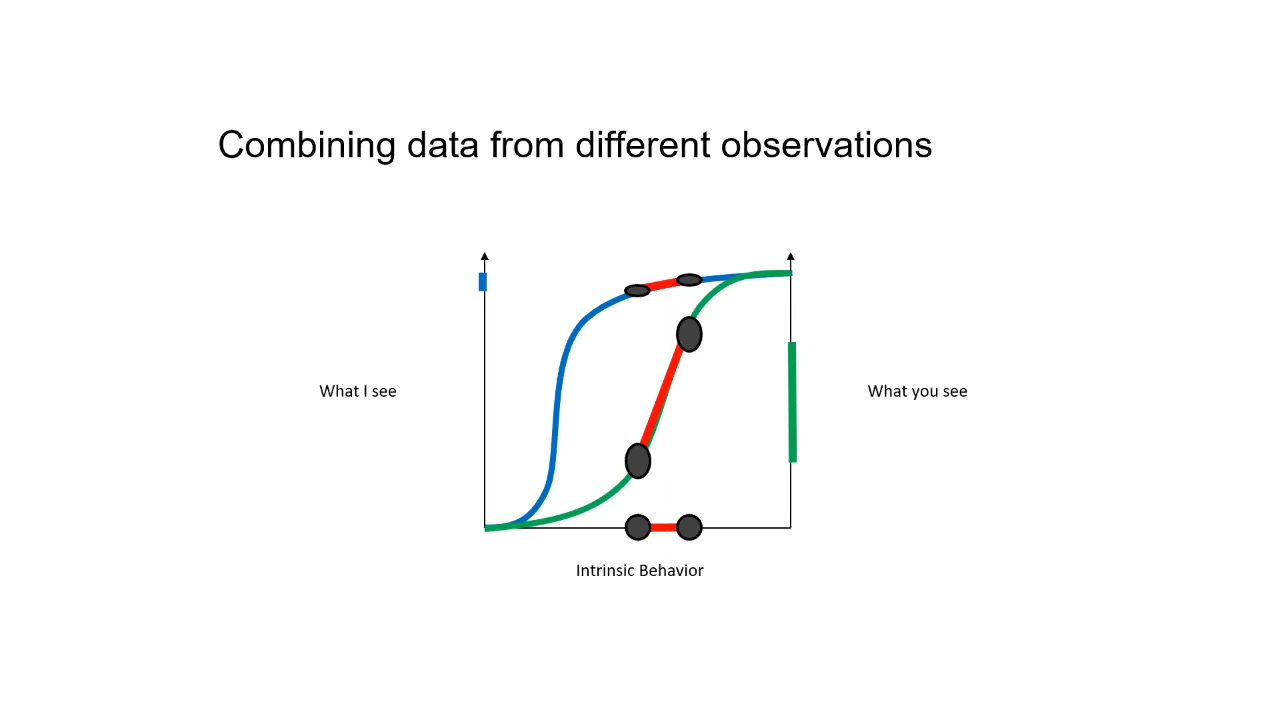 Combining data from different observations
What I see
What you see
Intrinsic Behavior